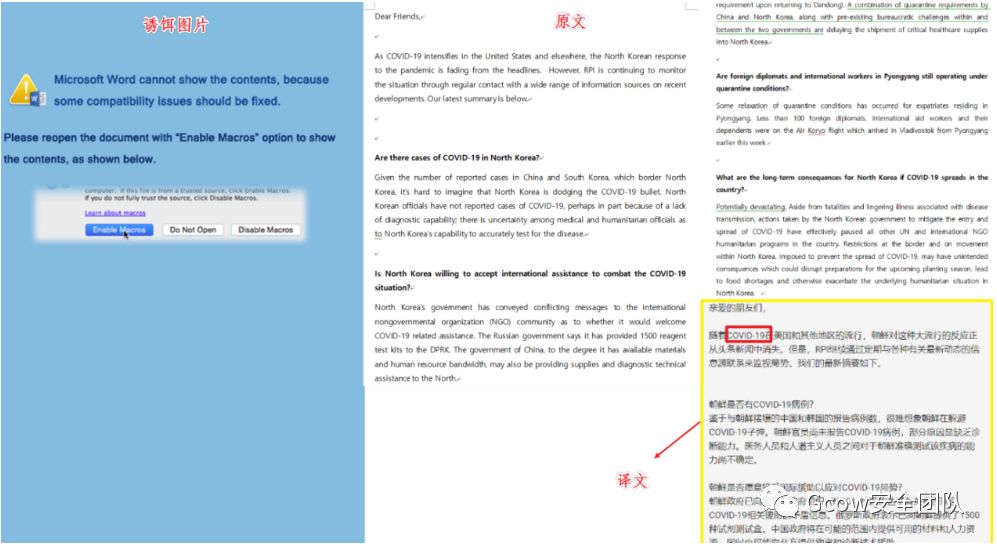 诱饵图片
Microsoft Word cannot show the contents, because
some compatibility issues should be fixed.
Please reopen the document with "Enable Macros" option to show
the contents, as shown below.
computer. If this file is from a trusted source, click Enable Macros.
If you do not fully trust the source, click Disable Macros.
Learn about macros
Enable Macros
Do Not Open
Disable Macros
原文
Dear Friends,
As COVID-19 intensifies in the United States and elsewhere, the North Korean response
to the pandemic is fading from the headlines. However, RPI is continuing to monitor
the situation through regular contact with a wide range of information sources on recent
developments. Our latest summary is below.
Are there cases of COVID-19 in North Korea?
Given the number of reported cases in China and South Korea, which border North
Korea, it's hard to imagine that North Korea is dodging the COVID-19 bullet. North
Korean officials have not reported cases of COVID-19, perhaps in part because of a lack
of diagnostic capability; there is uncertainty among medical and humanitarian officials as
to North Korea's capability to accurately test for the disease.
Is North Korea willing to accept international assistance to combat the COVID-19
situation?
North Korea's government has conveyed conflicting messages to the international
nongovernmental organization (NGO) community as to whether it would welcome
COVID-19 related assistance. The Russian government says it has provided 1500 reagent
test kits to the DPRK. The government of China, to the degree it has available materials
and human resource bandwidth, may also be providing supplies and diagnostic technical
assistance to the North.
requirement upon returning to Dandong). A combination of quarantine requirements by
China and North Korea, along with pre-existing bureaucratic challenges within and
between the two governments are delaying the shipment of critical healthcare supplies
into North Korea.
Are foreign diplomats and international workers in Pyongyang still operating under
quarantine conditions?
Some relaxation of quarantine conditions has occurred for expatriates residing in
Pyongyang. Less than 100 foreign diplomats, international aid workers and their
dependents were on the Air Koryo flight which arrived in Vladivostok from Pyongyang
earlier this week.
What are the long-term consequences for North Korea if COVID-19 spreads in the
country?
Potentially devastating. Aside from fatalities and lingering illness associated with disease
transmission, actions taken by the North Korean government to mitigate the entry and
spread of COVID-19 have effectively paused all other UN and international NGO
humanitarian programs in the country. Restrictions at the border and on movement
within North Korea, imposed to prevent the spread of COVID-19, may have unintended
consequences which could disrupt preparations for the upcoming planting season, lead
to food shortages and otherwise exacerbate the underlying humanitarian situation in
North Korea.
亲爱的朋友们,
随着COVID-19在美国和其他地区的流行,朝鲜对这种大流行的反应正
从头条新闻中消失。但是,RPI继续通过定期与各种有关最新动态的信
息源联系来监视局势。我们的最新摘要如下。
朝鲜是否有COVID-19病例?
鉴于与朝鲜接壤的中国和韩国的报告病例数,很难想象朝鲜在躲避
COVID-19子弹。朝鲜官员尚未报告COVID-19病例,部分原因是缺乏诊
断能力。医务人员和人道主义人员之间对于朝鲜准确测试该疾病的能
力尚不确定。
朝鲜是否愿意接受国际援助以应对COVID-19局势?
朝鲜政府已向
COVID-19相关援助
种试剂测试盒。中国政府将在可能的范围内提供可用的材料和人力资
译文
Gcow安全团队